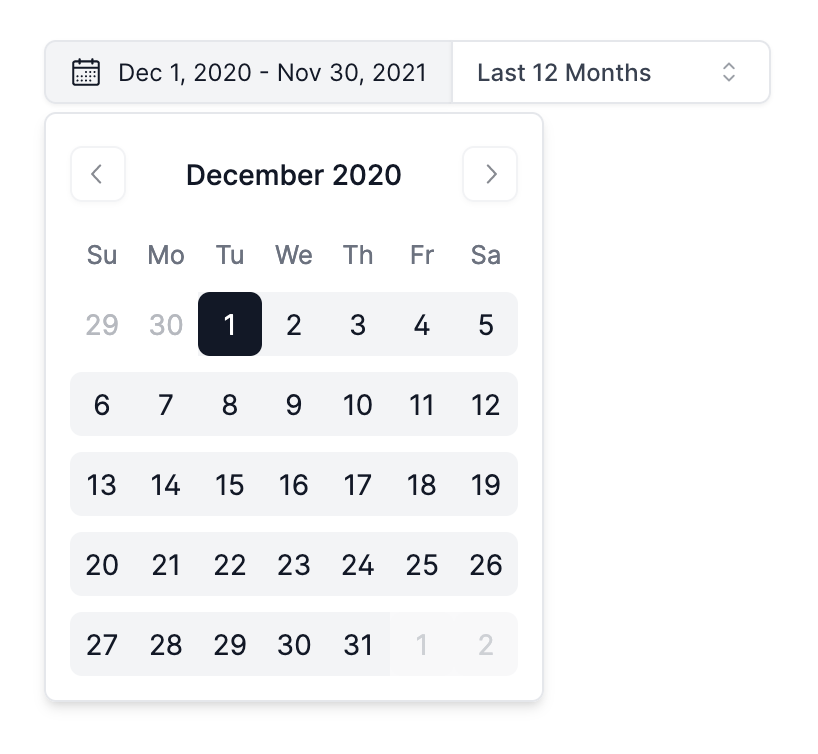 Dec 1, 2020 - Nov 30, 2021 Last 12 Months
December 2020
Su Mo Tu We Th Fr Sa
29 30 1 2 3 4 5
6 7 8 9 10 11 12
13 14 15 16 17 18 19
20 21 22 23 24 25 26
27 28 29 30 31 1 2